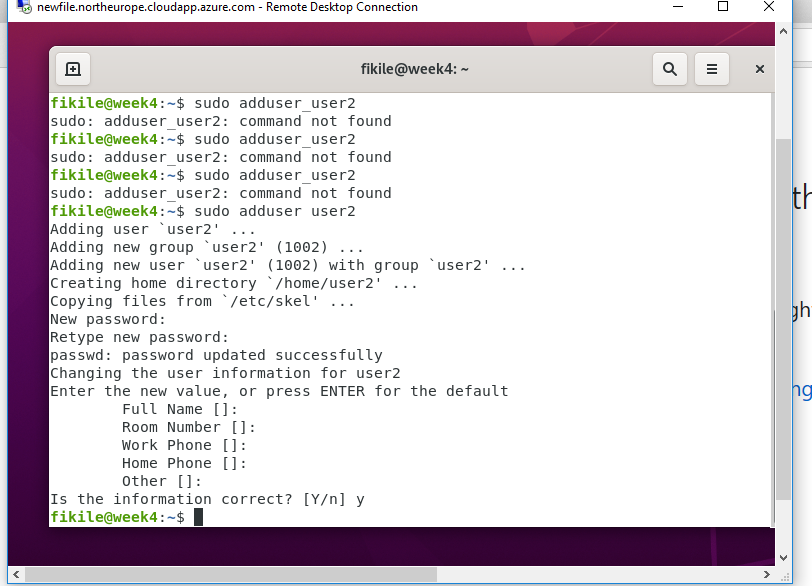 newfile.northeurope.cloudapp.azure.com - Remote Desktop Connection
fikile@week4: ~
fikile@week4:~$ sudo adduser_user2
sudo: adduser_user2: command not found
fikile@week4:~$ sudo adduser_user2
sudo: adduser_user2: command not found
fikile@week4:~$ sudo adduser_user2
sudo: adduser_user2: command not found
fikile@week4:~$ sudo adduser user2
Adding user `user2' ...
Adding new group `user2' (1002) ...
Adding new user `user2' (1002) with group `user2' ...
Creating home directory `/home/user2' ...
Copying files from `/etc/skel' ...
New password:
Retype new password:
passwd: password updated successfully
Changing the user information for user2
Enter the new value, or press ENTER for the default
Full Name []:
Room Number []:
Work Phone []:
Home Phone []:
Other []:
Is the information correct? [Y/n] y
fikile@week4:~$